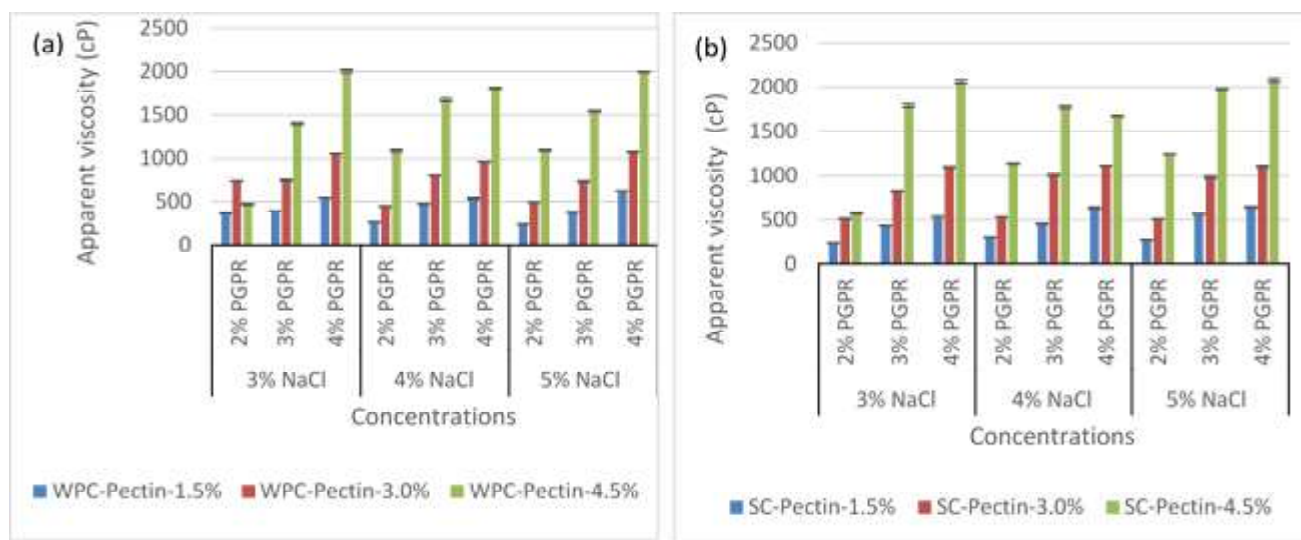 (a)
Apparent viscosity (cP)
2500
2000
1500
1000
500
0
2% PGPR
3% PGPR
4% PGPR
2% PGPR
3% PGPR
4% PGPR
2% PGPR
3% PGPR
4% PGPR
3% NaCl
4% NaCl
5% NaCl
Concentrations
WPC-Pectin-1.5%
WPC-Pectin-3.0%
WPC-Pectin-4.5%
(b)
Apparent viscosity (cP)
2500
2000
1500
1000
500
0
2% PGPR
3% PGPR
4% PGPR
2% PGPR
3% PGPR
4% PGPR
2% PGPR
3% PGPR
4% PGPR
3% NaCl
4% NaCl
5% NaCl
Concentrations
SC-Pectin-1.5%
SC-Pectin-3.0%
SC-Pectin-4.5%